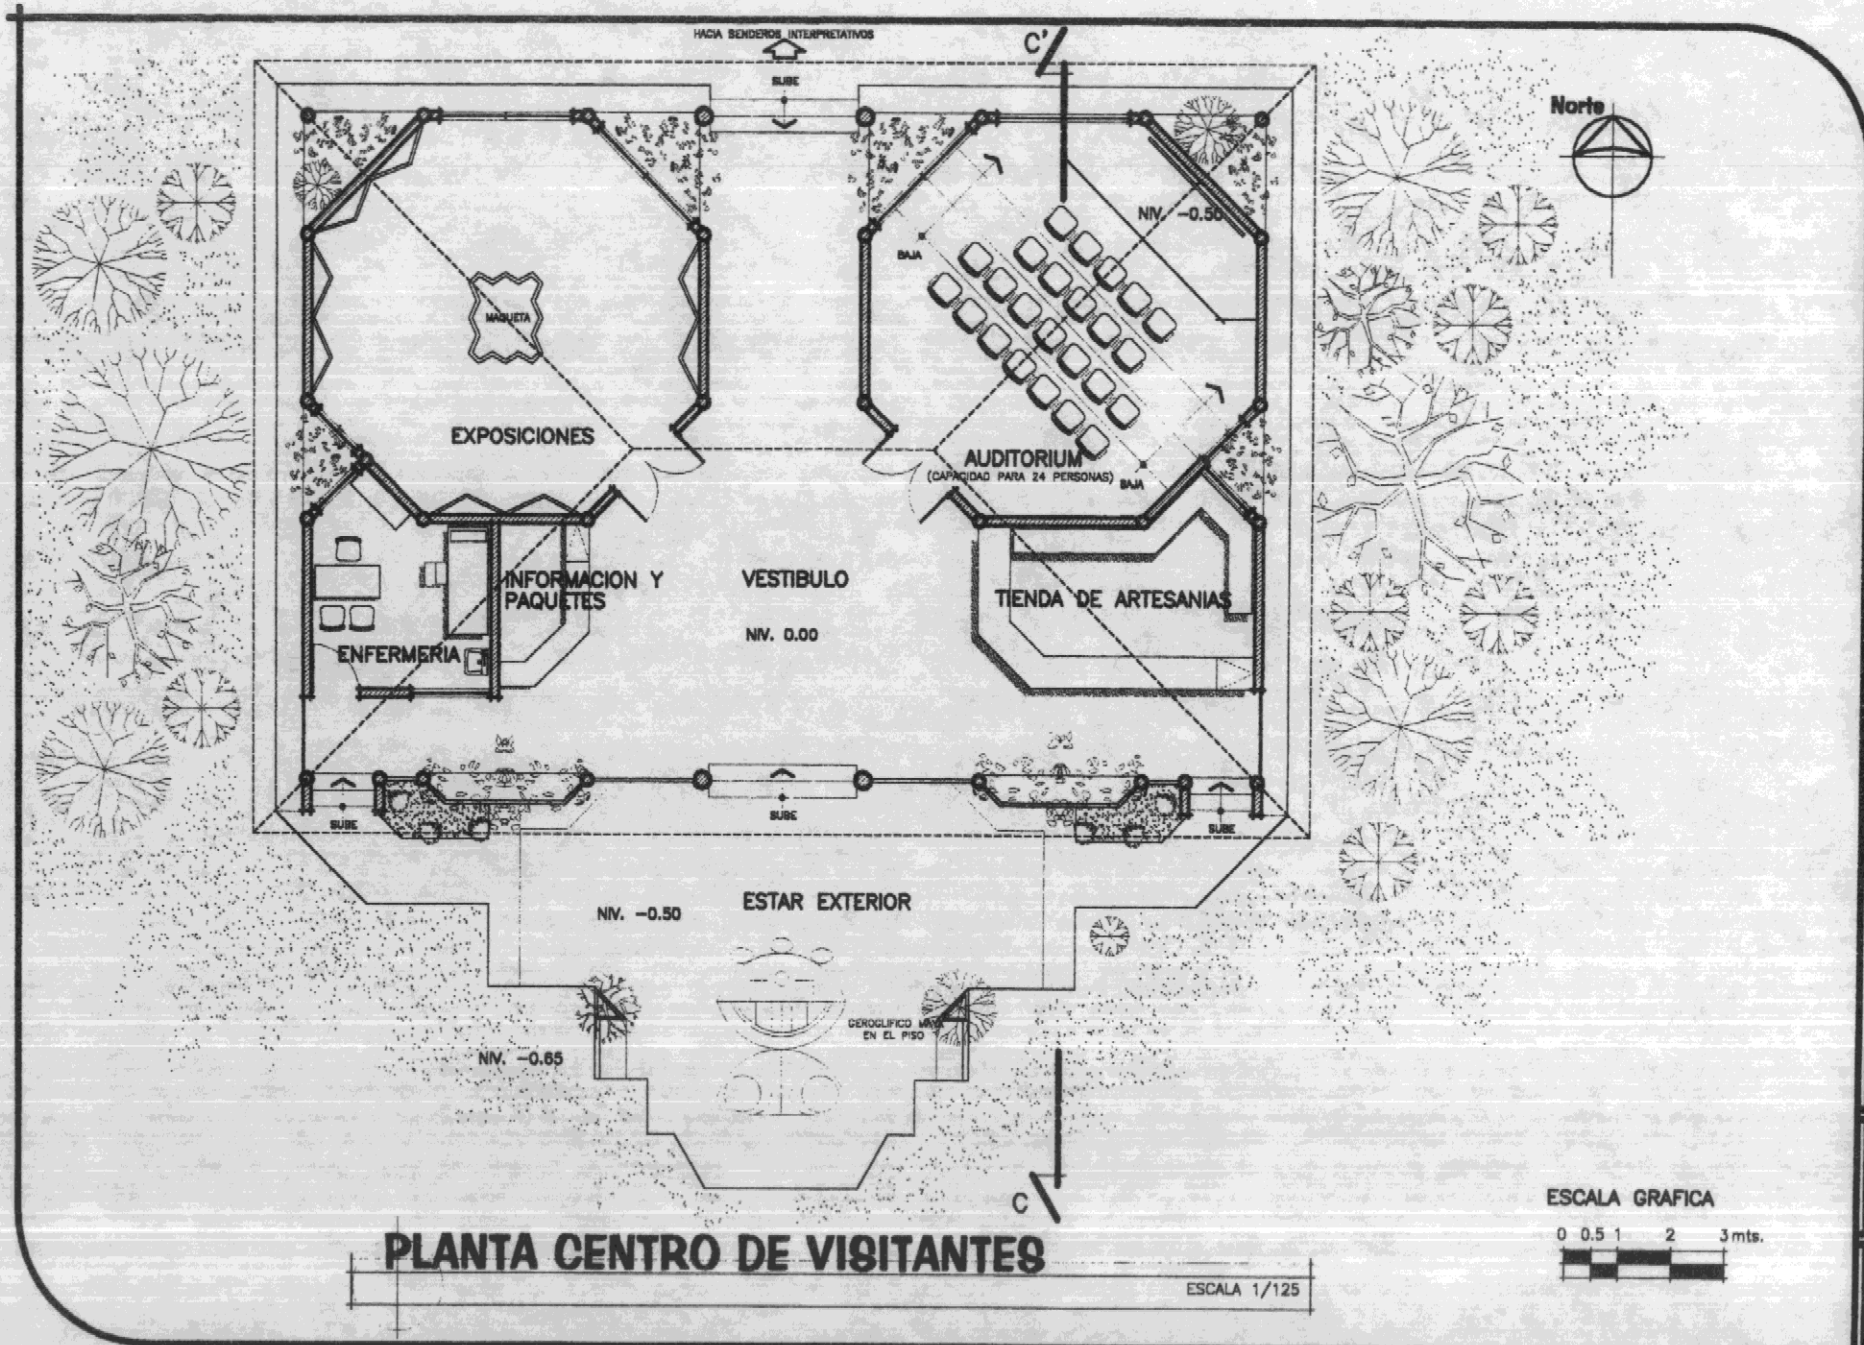 HACIA SENDEROS INTERPRETATIVOS
SUBE
C'
Norte
NIV. -0.50
BAJA
MAQUETA
EXPOSICIONES
AUDITORIUM
(CAPACIDAD PARA 24 PERSONAS)
BAJA
INFORMACION Y
PAQUETES
VESTIBULO
TIENDA DE ARTESANIAS
NIV. 0.00
ENFERMERIA
SUBE
SUBE
SUBE
NIV. -0.50
ESTAR EXTERIOR
GEROGLIFICO MAYA
EN EL PISO
NIV. -0.65
C
ESCALA GRAFICA
0 0.5 1 2 3 mts.
PLANTA CENTRO DE VISITANTES
ESCALA 1/125